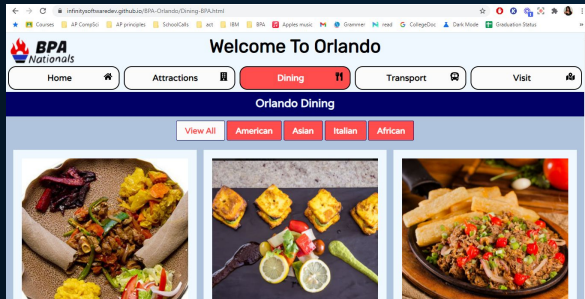 infinitysoftwaredev.github.io/BPA-Orlando/Dining-BPA.html
Courses AP CompSci AP principles SchoolCalls act IBM BPA Apples music Grammer read CollegeDoc Dark Mode Graduation Status
BPA
Nationals
Welcome To Orlando
Home Attractions Dining Transport Visit
Orlando Dining
View All American Asian Italian African